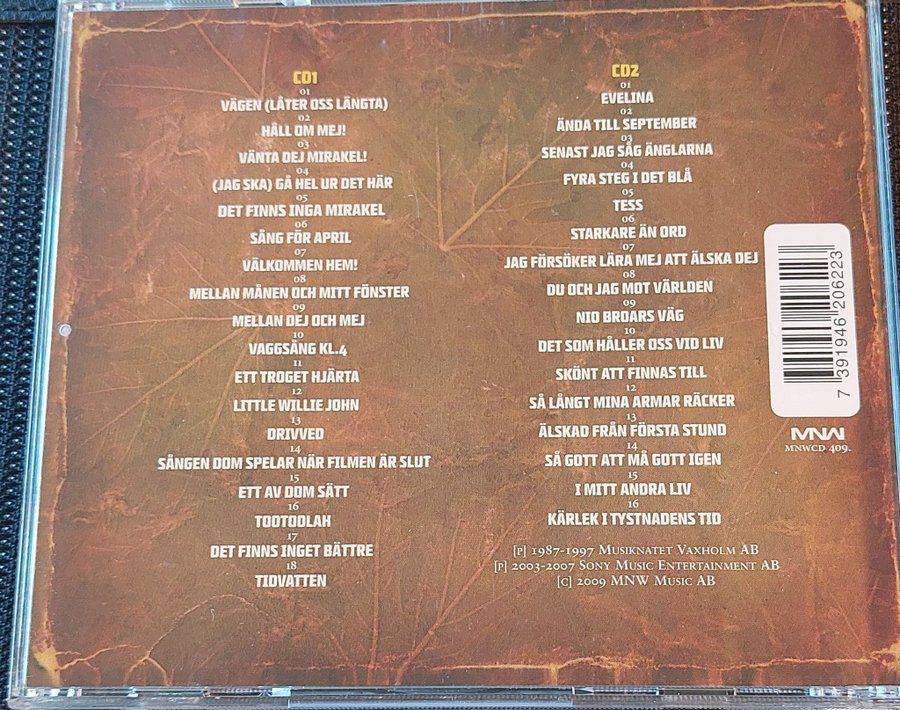 CD1
01
VÄGEN (LÅTER OSS LÄNGTA)
02
HÅLL OM MEJ!
03
VÄNTA DEJ MIRAKEL!
04
(JAG SKA) GÅ HEL UR DET HÄR
05
DET FINNS INGA MIRAKEL
06
SÅNG FÖR APRIL
07
VÄLKOMMEN HEM!
08
MELLAN MÅNEN OCH MITT FÖNSTER
09
MELLAN DEJ OCH MEJ
10
VAGGSÅNG KL.4
11
ETT TROGET HJÄRTA
12
LITTLE WILLIE JOHN
13
DRIVVED
14
SÅNGEN DOM SPELAR NÄR FILMEN ÄR SLUT
15
ETT AV DOM SÄTT
16
TOOTOOLAH
17
DET FINNS INGET BÄTTRE
18
TIDVATTEN
CD2
01
EVELINA
02
ÄNDA TILL SEPTEMBER
03
SENAST JAG SÅG ÄNGLARNA
04
FYRA STEG I DET BLÅ
05
TESS
06
STARKARE ÄN ORD
07
JAG FÖRSÖKER LÄRA MEJ ATT ÄLSKA DEJ
08
DU OCH JAG MOT VÄRLDEN
09
NIO BROARS VÄG
10
DET SOM HÅLLER OSS VID LIV
11
SKÖNT ATT FINNAS TILL
12
SÅ LÅNGT MINA ARMAR RÄCKER
13
ÄLSKAD FRÅN FÖRSTA STUND
14
SÅ GOTT ATT MÅ GOTT IGEN
15
I MITT ANDRA LIV
16
KÄRLEK I TYSTNADENS TID
[P] 1987-1997 MUSIKNATET VAXHOLM AB
[P] 2003-2007 SONY MUSIC ENTERTAINMENT AB
[C] 2009 MNW MUSIC AB
7 391946 206223
MNW
MNWCD 409.